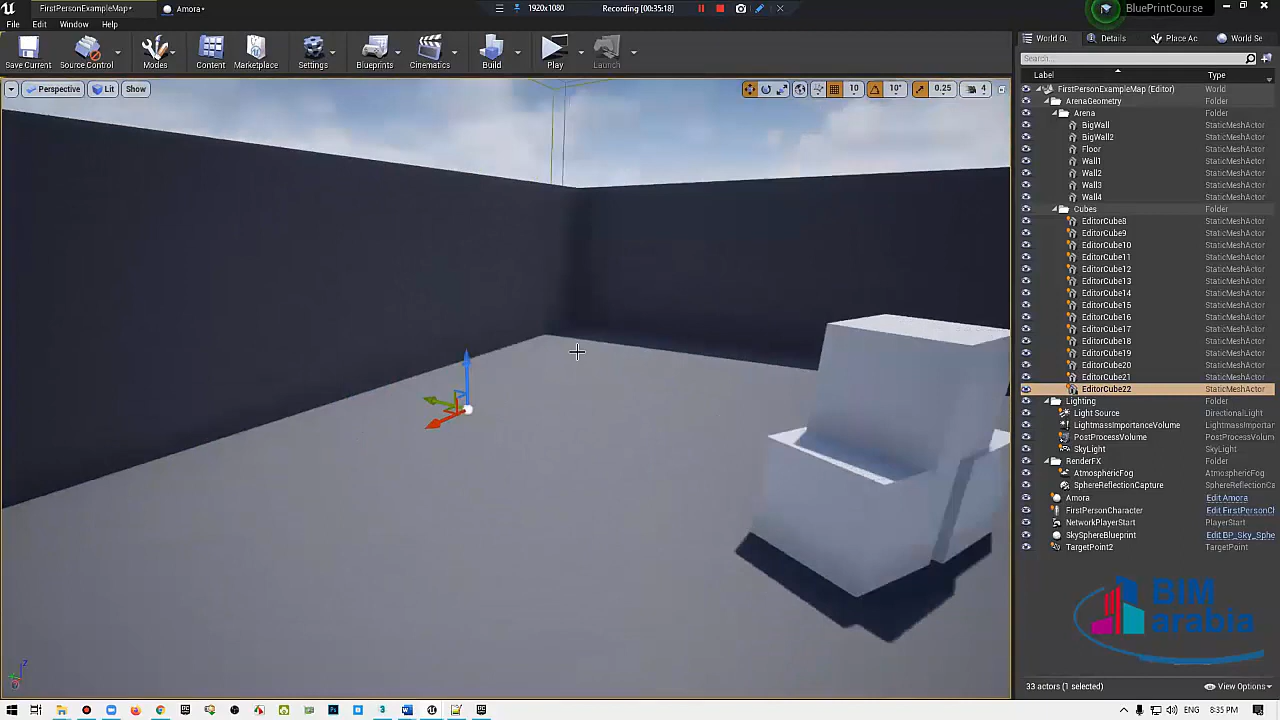 FirstPersonExampleMap*
Amora*
1920x1080
Recording [00:35:18]
BluePrintCourse
File Edit Window Help
Save Current
Source Control
Modes
Content
Marketplace
Settings
Blueprints
Cinematics
Build
Play
Launch
World Ou
Details
Place Ac
World Se
Search...
Perspective
Lit
Show
10
10°
0.25
4
Label Type
FirstPersonExampleMap (Editor) World
ArenaGeometry Folder
Arena Folder
BigWall StaticMeshActor
BigWall2 StaticMeshActor
Floor StaticMeshActor
Wall1 StaticMeshActor
Wall2 StaticMeshActor
Wall3 StaticMeshActor
Wall4 StaticMeshActor
Cubes Folder
EditorCube8 StaticMeshActor
EditorCube9 StaticMeshActor
EditorCube10 StaticMeshActor
EditorCube11 StaticMeshActor
EditorCube12 StaticMeshActor
EditorCube13 StaticMeshActor
EditorCube14 StaticMeshActor
EditorCube15 StaticMeshActor
EditorCube16 StaticMeshActor
EditorCube17 StaticMeshActor
EditorCube18 StaticMeshActor
EditorCube19 StaticMeshActor
EditorCube20 StaticMeshActor
EditorCube21 StaticMeshActor
EditorCube22 StaticMeshActor
Lighting Folder
Light Source DirectionalLight
LightmassImportanceVolume LightmassImportar
PostProcessVolume PostProcessVolum
SkyLight SkyLight
RenderFX Folder
AtmosphericFog AtmosphericFog
SphereReflectionCapture SphereReflectionCa
Amora Edit Amora
FirstPersonCharacter Edit FirstPersonCh
NetworkPlayerStart PlayerStart
SkySphereBlueprint Edit BP_Sky_Sphe
TargetPoint2 TargetPoint
BIM
arabia
33 actors (1 selected)
View Options
Z
ENG 8:35 PM